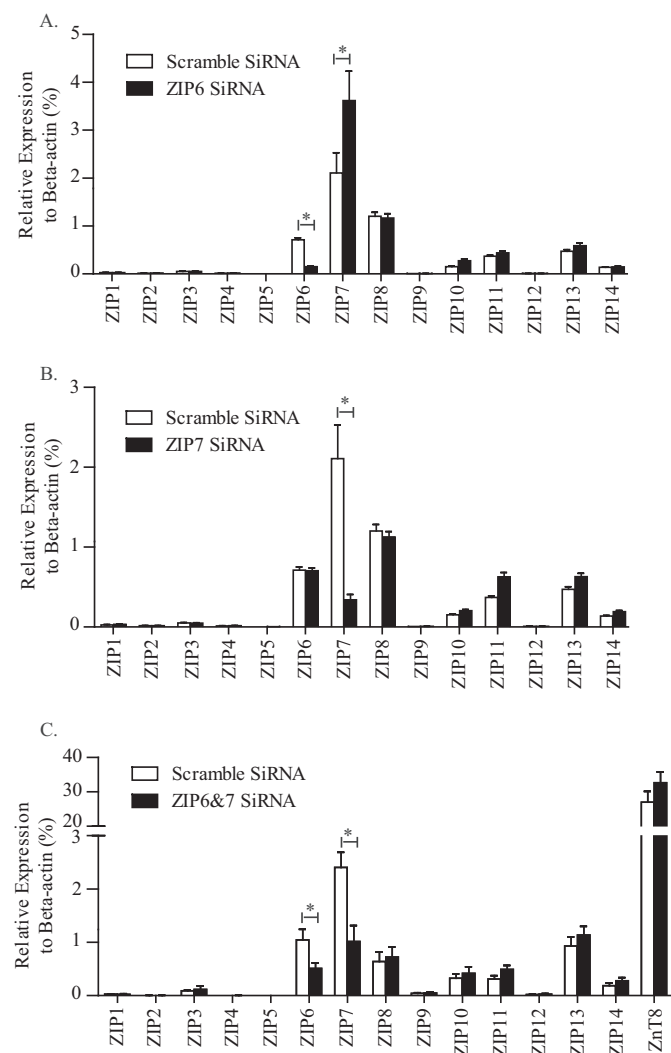 A.
Relative Expression
to Beta-actin (%)
5
4
3
2
1
0
Scramble SiRNA
ZIP6 SiRNA
*
*
ZIP1
ZIP2
ZIP3
ZIP4
ZIP5
ZIP6
ZIP7
ZIP8
ZIP9
ZIP10
ZIP11
ZIP12
ZIP13
ZIP14
B.
Relative Expression
to Beta-actin (%)
3
2
1
0
Scramble SiRNA
ZIP7 SiRNA
*
ZIP1
ZIP2
ZIP3
ZIP4
ZIP5
ZIP6
ZIP7
ZIP8
ZIP9
ZIP10
ZIP11
ZIP12
ZIP13
ZIP14
C.
Relative Expression
to Beta-actin (%)
40
30
20
3
2
1
0
Scramble SiRNA
ZIP6&7 SiRNA
*
*
ZIP1
ZIP2
ZIP3
ZIP4
ZIP5
ZIP6
ZIP7
ZIP8
ZIP9
ZIP10
ZIP11
ZIP12
ZIP13
ZIP14
ZnT8